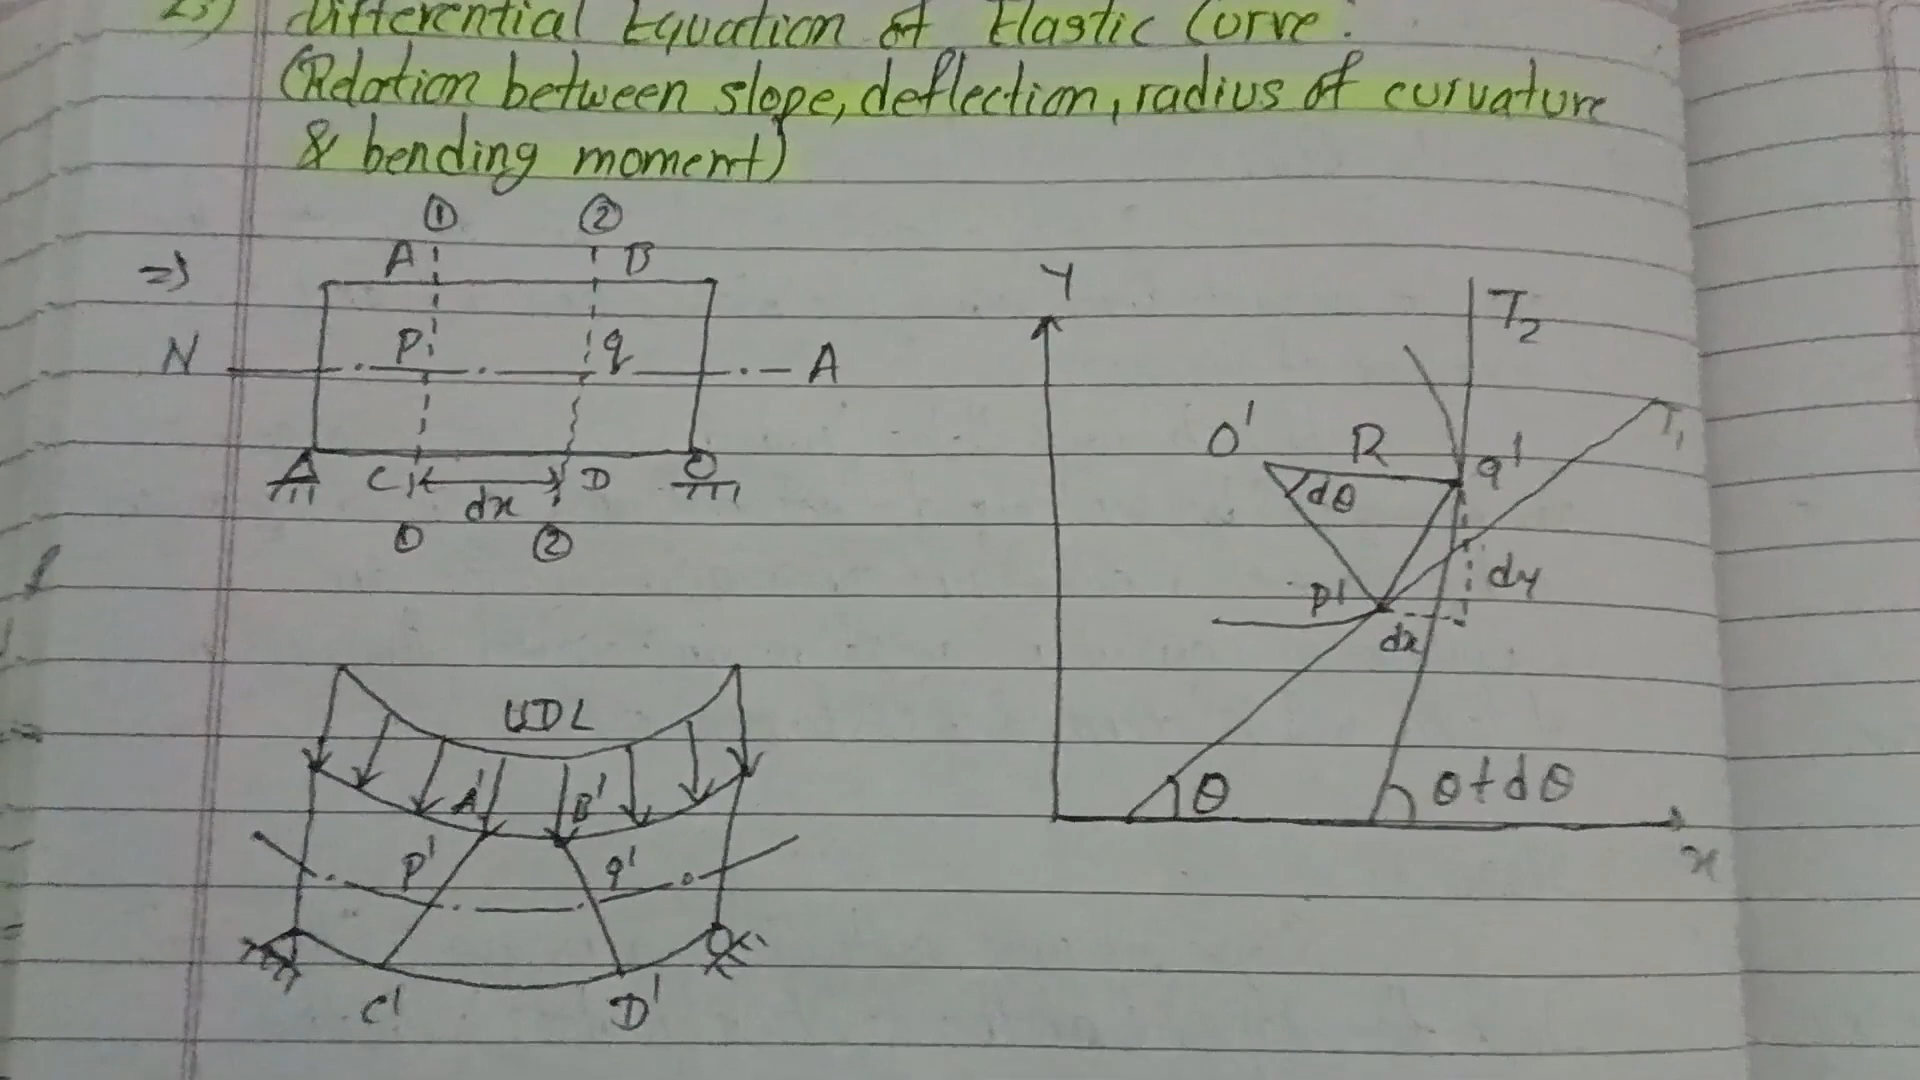 25) Differential Equation of Elastic Curve:
(Relation between slope, deflection, radius of curvature
& bending moment)
① ②
=> A B
N P q A
C dx D
① ②
UDL
A' B'
P' q'
C' D'
Y
T2
T1
O' R q'
dθ
P' dy
dx
θ θ+dθ
x